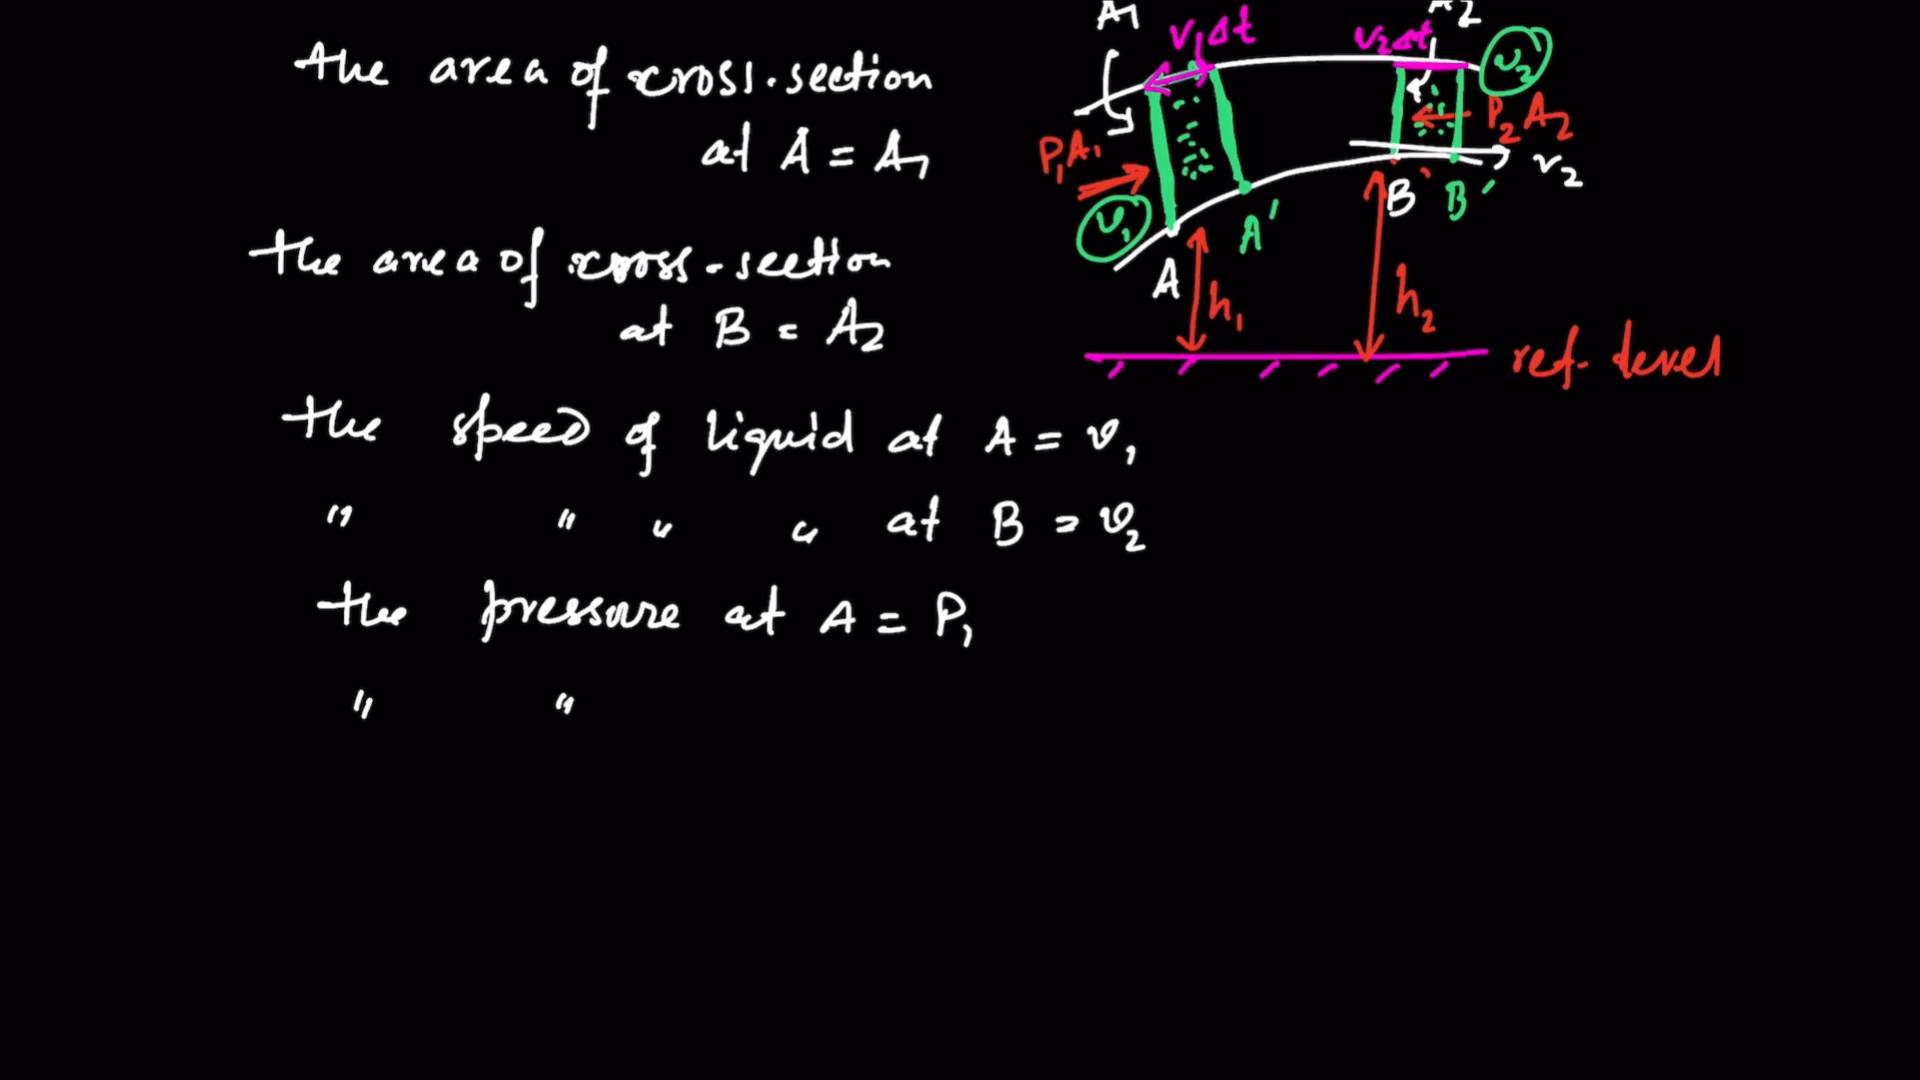 A1
A2
V1Δt
V2Δt
v2
the area of cross-section
at A = A1
P1A1
P2A2
v2
v1
A'
B
B'
A
h1
h2
the area of cross-section
at B = A2
ref. level
the speed of liquid at A = v1
" " " " at B = v2
the pressure at A = P1
" "